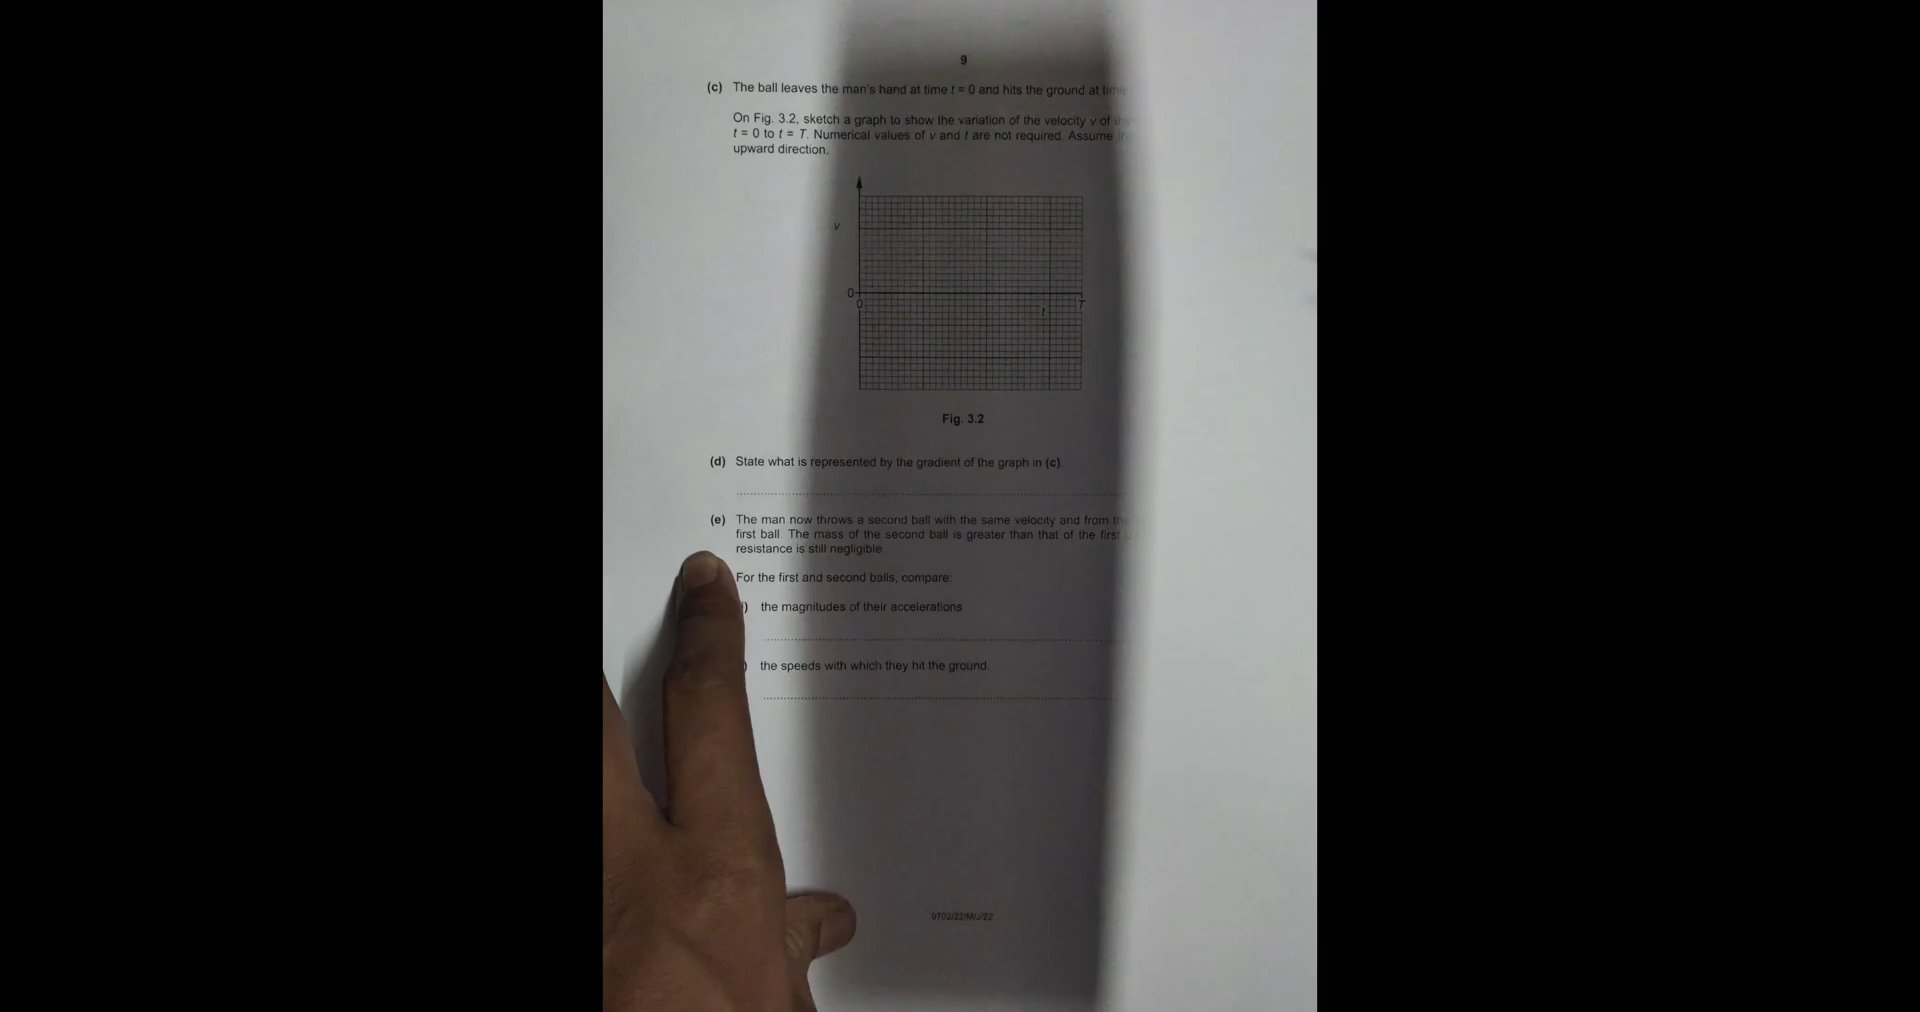 9
(c) The ball leaves the man's hand at time t = 0 and hits the ground at time
On Fig. 3.2, sketch a graph to show the variation of the velocity v of the
t = 0 to t = T. Numerical values of v and t are not required. Assume
upward direction.
v
0
0
t
T
Fig. 3.2
(d) State what is represented by the gradient of the graph in (c).
(e) The man now throws a second ball with the same velocity and from the
first ball. The mass of the second ball is greater than that of the first
resistance is still negligible.
For the first and second balls, compare:
) the magnitudes of their accelerations
) the speeds with which they hit the ground.
9702/22/M/J/22